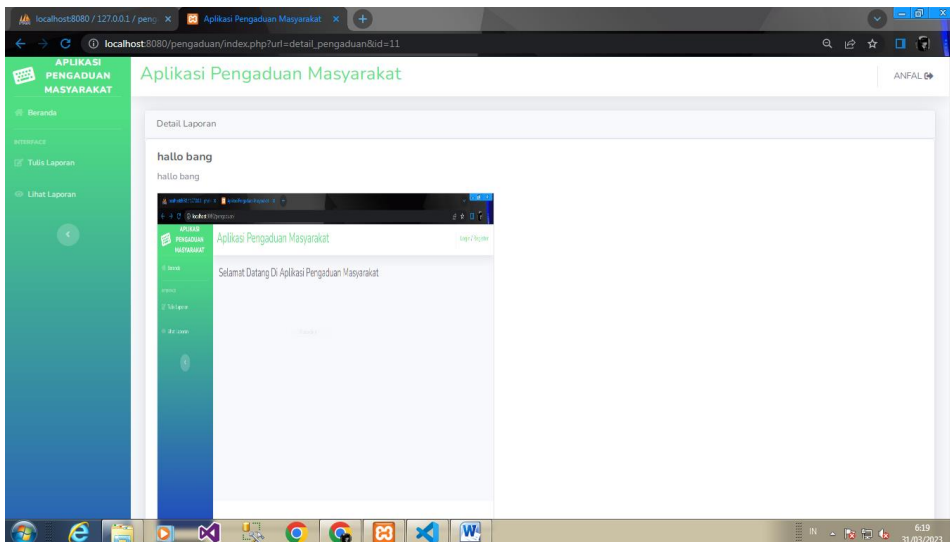 localhost:8080 / 127.0.0.1 / peng
Aplikasi Pengaduan Masyarakat
localhost:8080/pengaduan/index.php?url=detail_pengaduan&id=11
APLIKASI
PENGADUAN
MASYARAKAT
Aplikasi Pengaduan Masyarakat
ANFAL
Beranda
INTERFACE
Tulis Laporan
Lihat Laporan
Detail Laporan
hallo bang
hallo bang
APLIKASI
PENGADUAN
MASYARAKAT
Aplikasi Pengaduan Masyarakat
Selamat Datang Di Aplikasi Pengaduan Masyarakat
IN
6:19
31/03/2023